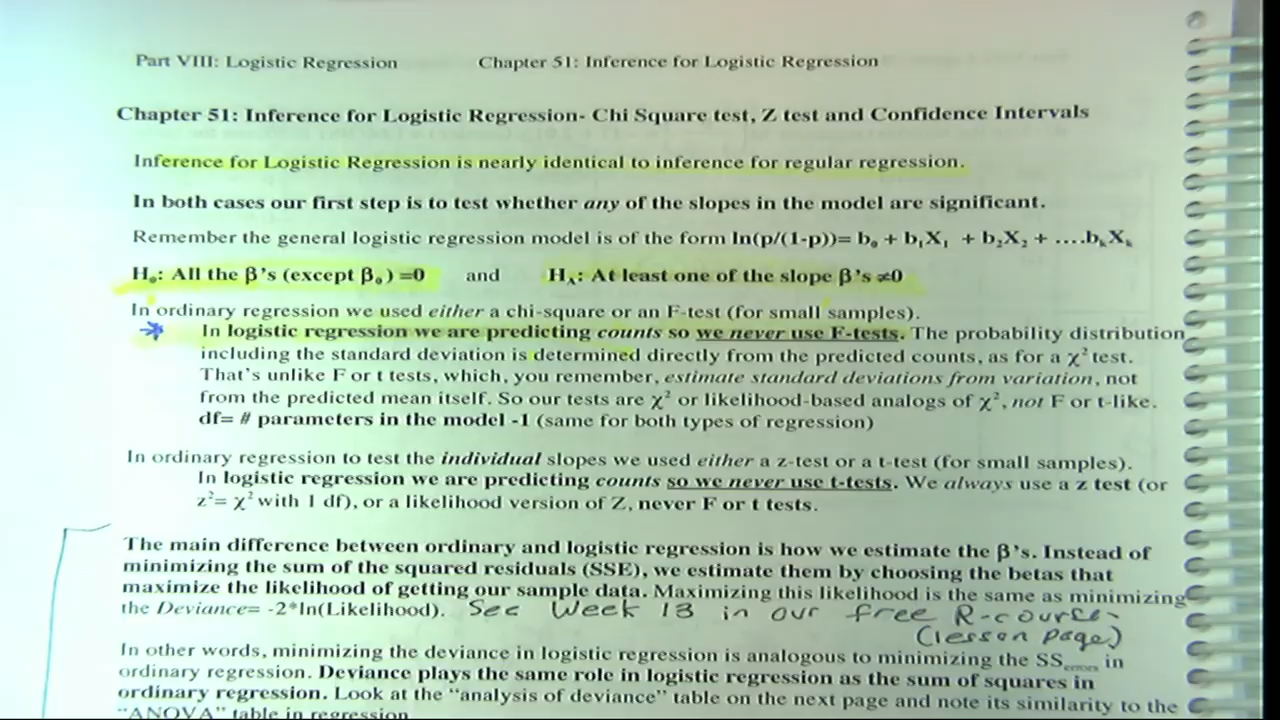 Part VIII: Logistic Regression Chapter 51: Inference for Logistic Regression
Chapter 51: Inference for Logistic Regression- Chi Square test, Z test and Confidence Intervals
Inference for Logistic Regression is nearly identical to inference for regular regression.
In both cases our first step is to test whether any of the slopes in the model are significant.
Remember the general logistic regression model is of the form ln(p/(1-p))= b₀ + b₁X₁ + b₂X₂ + ….bₖXₖ
H₀: All the β's (except β₀) =0 and H_A: At least one of the slope β's ≠0
In ordinary regression we used either a chi-square or an F-test (for small samples).
In logistic regression we are predicting counts so we never use F-tests. The probability distribution
including the standard deviation is determined directly from the predicted counts, as for a χ² test.
That's unlike F or t tests, which, you remember, estimate standard deviations from variation, not
from the predicted mean itself. So our tests are χ² or likelihood-based analogs of χ², not F or t-like.
df= # parameters in the model -1 (same for both types of regression)
In ordinary regression to test the individual slopes we used either a z-test or a t-test (for small samples).
In logistic regression we are predicting counts so we never use t-tests. We always use a z test (or
z²= χ² with 1 df), or a likelihood version of Z, never F or t tests.
The main difference between ordinary and logistic regression is how we estimate the β's. Instead of
minimizing the sum of the squared residuals (SSE), we estimate them by choosing the betas that
maximize the likelihood of getting our sample data. Maximizing this likelihood is the same as minimizing
the Deviance= -2*ln(Likelihood). See Week 13 in our free R-course-
(lesson page)
In other words, minimizing the deviance in logistic regression is analogous to minimizing the SS errors in
ordinary regression. Deviance plays the same role in logistic regression as the sum of squares in
ordinary regression. Look at the "analysis of deviance" table on the next page and note its similarity to the
"ANOVA" table in regression